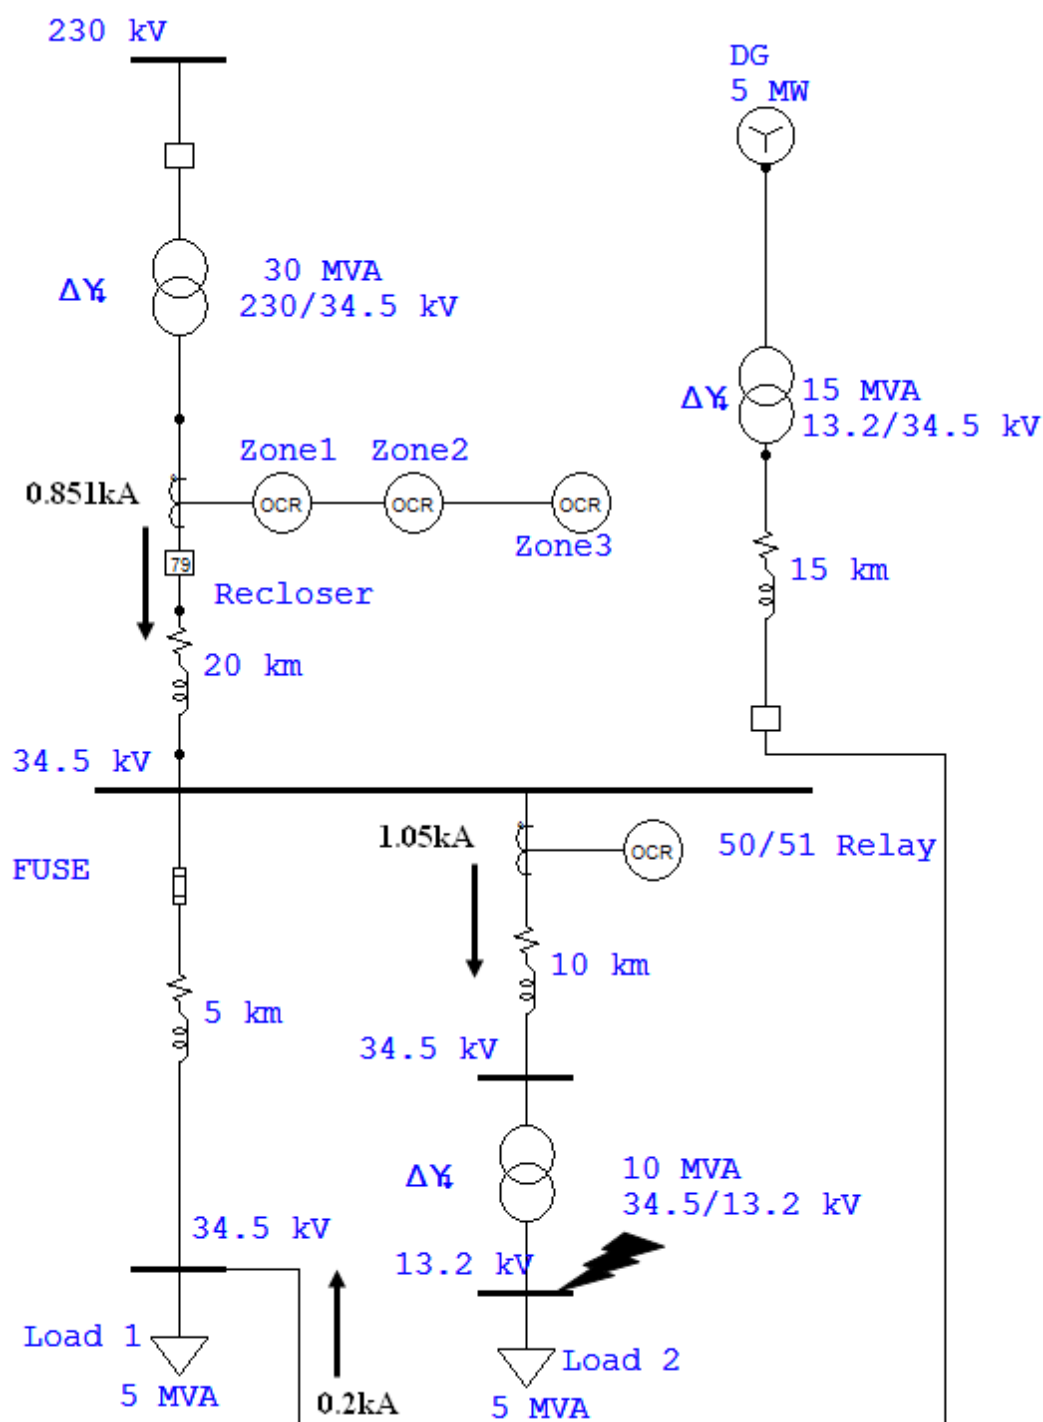 230 kV
DG
5 MW
ΔY
30 MVA
230/34.5 kV
ΔY
15 MVA
13.2/34.5 kV
Zone1
Zone2
0.851kA
OCR
OCR
OCR
Zone3
79
Recloser
15 km
20 km
34.5 kV
1.05kA
OCR
50/51 Relay
FUSE
10 km
5 km
34.5 kV
ΔY
10 MVA
34.5/13.2 kV
34.5 kV
13.2 kV
Load 1
5 MVA
0.2kA
Load 2
5 MVA